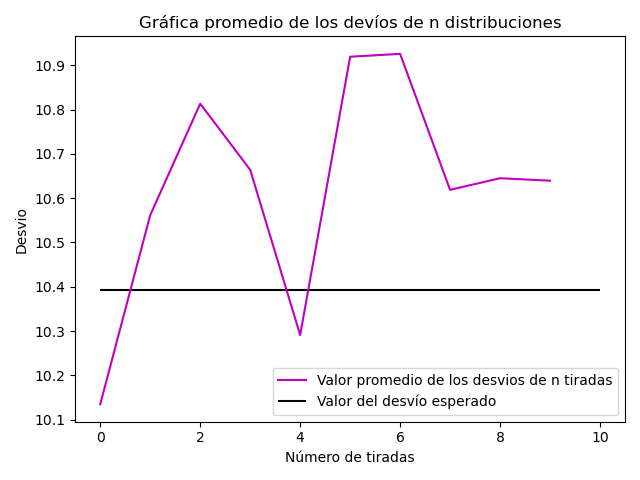 Gráfica promedio de los devíos de n distribuciones
10.9
10.8
10.7
10.6
10.5
10.4
10.3
10.2
10.1
Desvio
Valor promedio de los desvios de n tiradas
Valor del desvío esperado
0 2 4 6 8 10
Número de tiradas